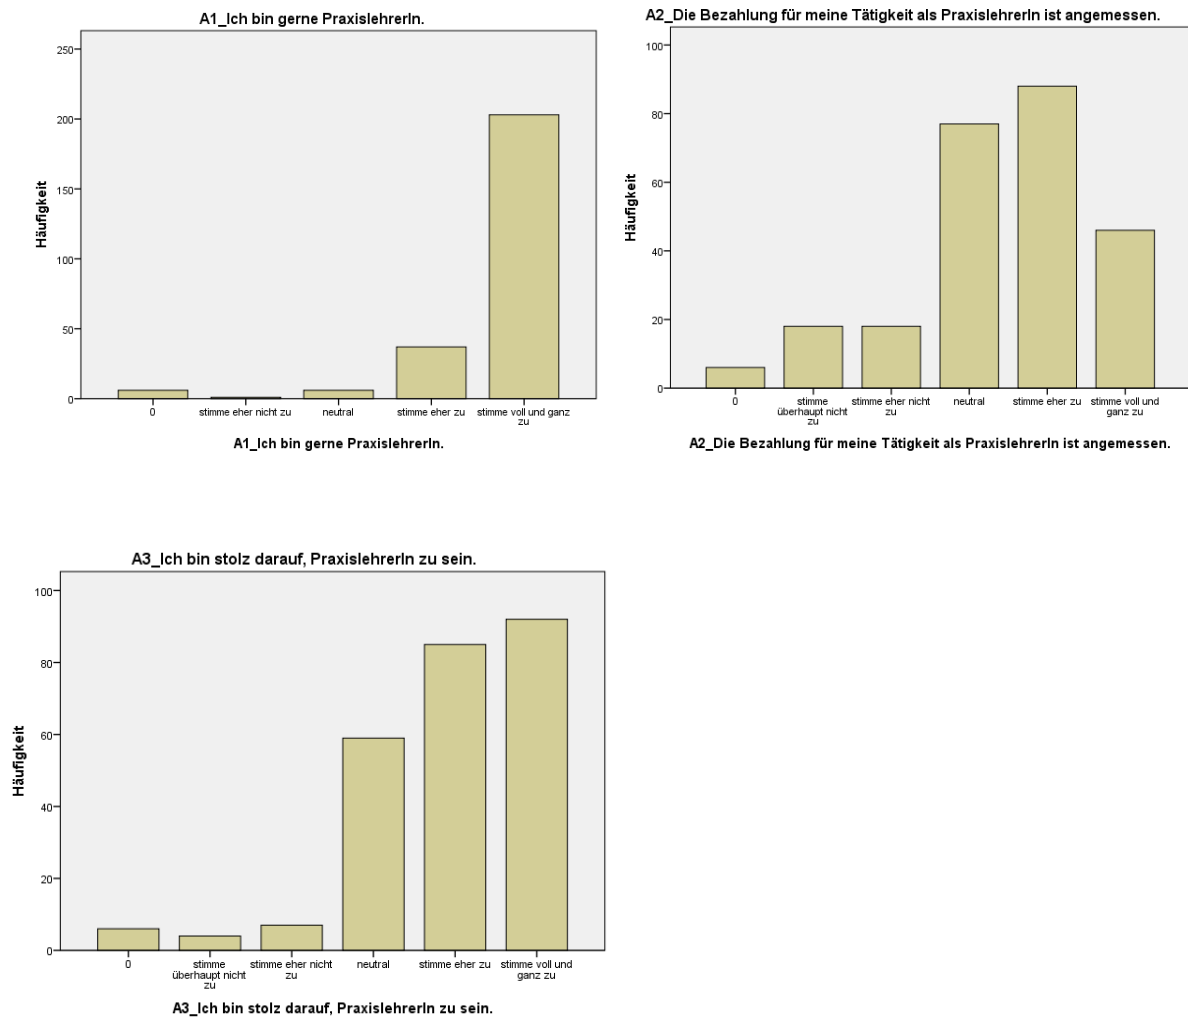 A1_Ich bin gerne PraxislehrerIn.
250
200
150
100
50
0
Häufigkeit
0
stimme eher nicht zu
neutral
stimme eher zu
stimme voll und ganz
zu
A1_Ich bin gerne PraxislehrerIn.
A2_Die Bezahlung für meine Tätigkeit als PraxislehrerIn ist angemessen.
100
80
60
40
20
0
Häufigkeit
0
stimme
überhaupt nicht
zu
stimme eher nicht
zu
neutral
stimme eher zu
stimme voll und
ganz zu
A2_Die Bezahlung für meine Tätigkeit als PraxislehrerIn ist angemessen.
A3_Ich bin stolz darauf, PraxislehrerIn zu sein.
100
80
60
40
20
0
Häufigkeit
0
stimme
überhaupt nicht
zu
stimme eher nicht
zu
neutral
stimme eher zu
stimme voll und
ganz zu
A3_Ich bin stolz darauf, PraxislehrerIn zu sein.